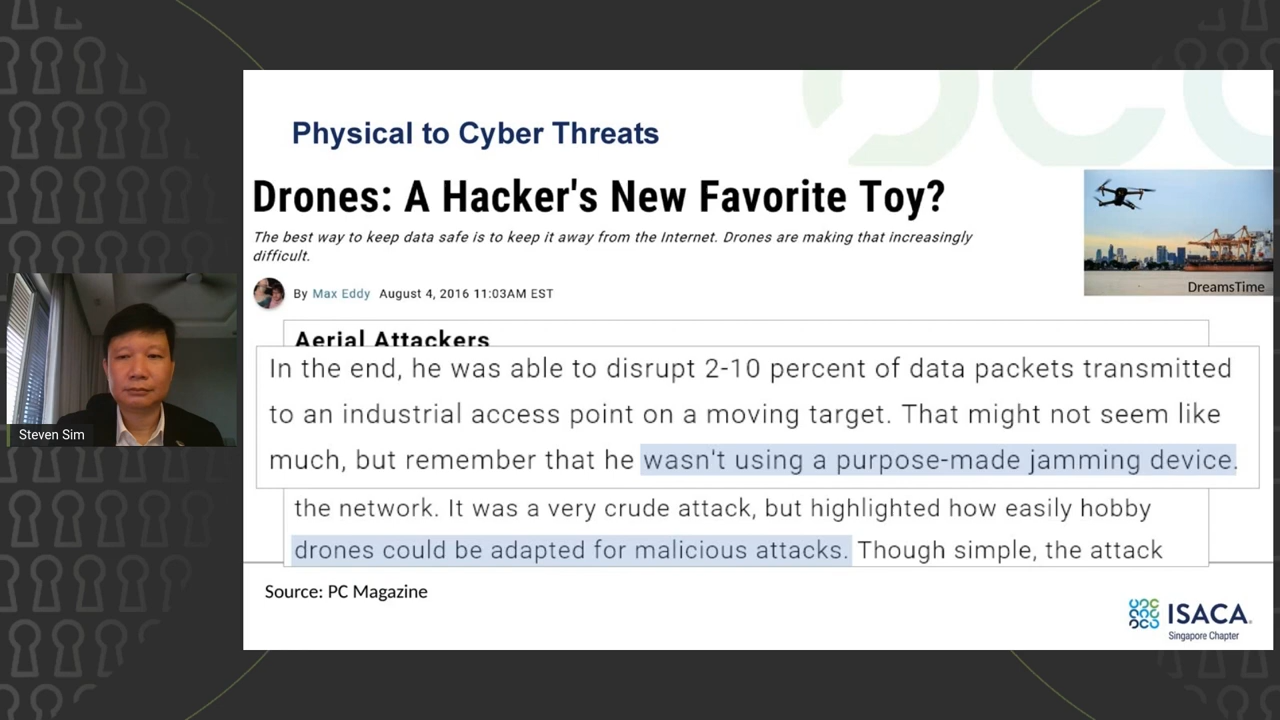 Physical to Cyber Threats
Drones: A Hacker's New Favorite Toy?
The best way to keep data safe is to keep it away from the Internet. Drones are making that increasingly
difficult.
DreamsTime
By Max Eddy August 4, 2016 11:03AM EST
Aerial Attackers
In the end, he was able to disrupt 2-10 percent of data packets transmitted
to an industrial access point on a moving target. That might not seem like
much, but remember that he wasn't using a purpose-made jamming device.
the network. It was a very crude attack, but highlighted how easily hobby
drones could be adapted for malicious attacks. Though simple, the attack
Source: PC Magazine
ISACA.
Singapore Chapter
Steven Sim